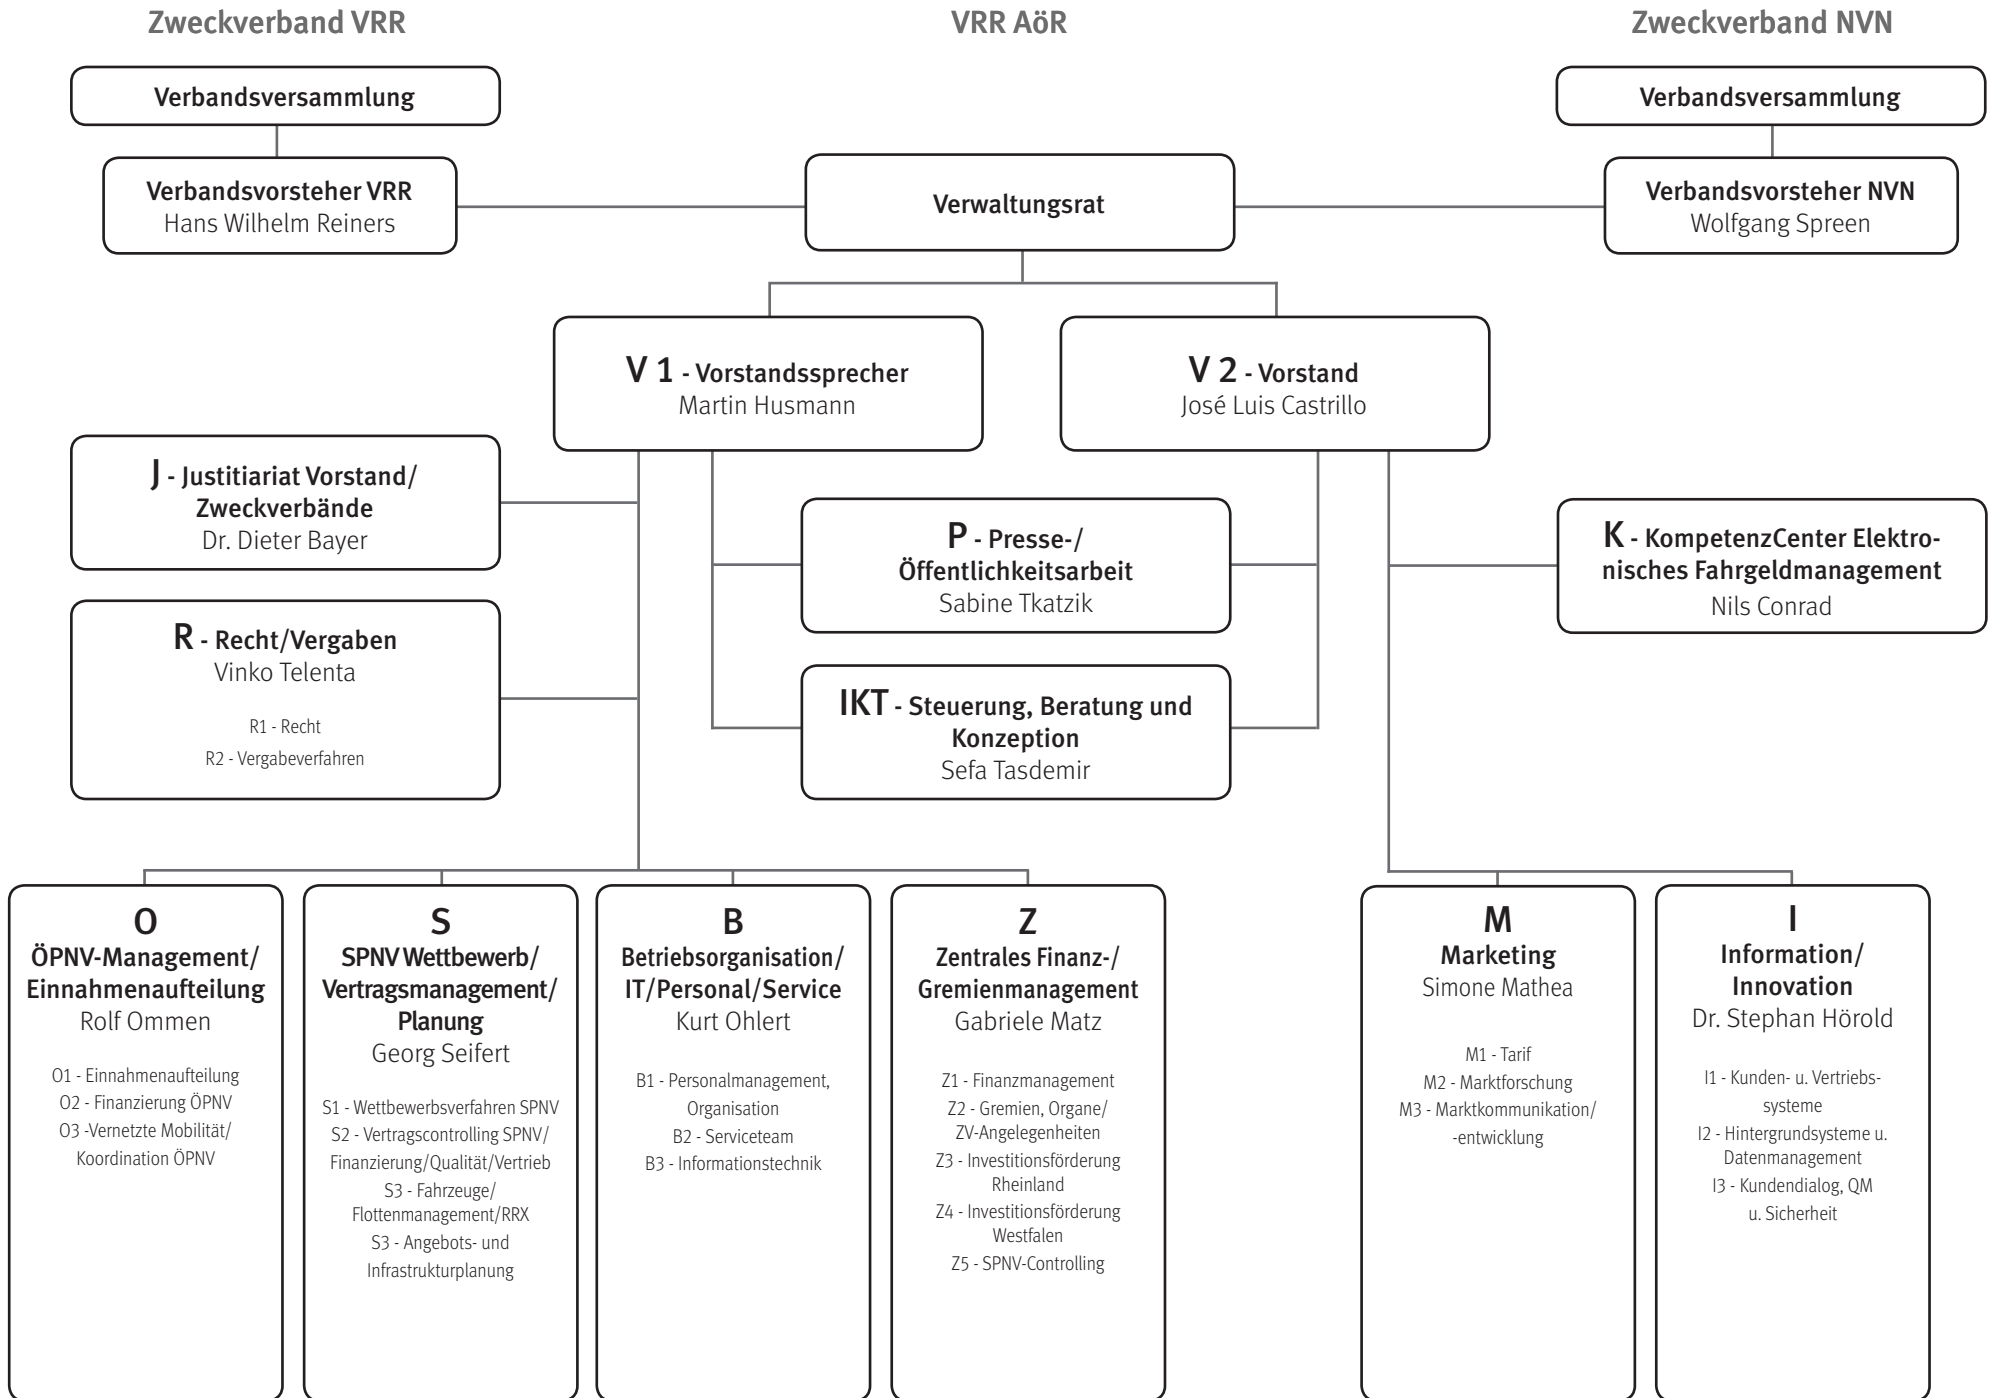 Zweckverband VRR
VRR AöR
Zweckverband NVN
Verbandsversammlung
Verbandsversammlung
Verbandsvorsteher VRR
Hans Wilhelm Reiners
Verwaltungsrat
Verbandsvorsteher NVN
Wolfgang Spreen
V 1 - Vorstandssprecher
Martin Husmann
V 2 - Vorstand
José Luis Castrillo
J - Justitiariat Vorstand/
Zweckverbände
Dr. Dieter Bayer
P - Presse-/
Öffentlichkeitsarbeit
Sabine Tkatzik
K - KompetenzCenter Elektro-
nisches Fahrgeldmanagement
Nils Conrad
R - Recht/Vergaben
Vinko Telenta
R1 - Recht
R2 - Vergabeverfahren
IKT - Steuerung, Beratung und
Konzeption
Sefa Tasdemir
O
ÖPNV-Management/
Einnahmenaufteilung
Rolf Ommen
O1 - Einnahmenaufteilung
O2 - Finanzierung ÖPNV
O3 -Vernetzte Mobilität/
Koordination ÖPNV
S
SPNV Wettbewerb/
Vertragsmanagement/
Planung
Georg Seifert
S1 - Wettbewerbsverfahren SPNV
S2 - Vertragscontrolling SPNV/
Finanzierung/Qualität/Vertrieb
S3 - Fahrzeuge/
Flottenmanagement/RRX
S3 - Angebots- und
Infrastrukturplanung
B
Betriebsorganisation/
IT/Personal/Service
Kurt Ohlert
B1 - Personalmanagement,
Organisation
B2 - Serviceteam
B3 - Informationstechnik
Z
Zentrales Finanz-/
Gremienmanagement
Gabriele Matz
Z1 - Finanzmanagement
Z2 - Gremien, Organe/
ZV-Angelegenheiten
Z3 - Investitionsförderung
Rheinland
Z4 - Investitionsförderung
Westfalen
Z5 - SPNV-Controlling
M
Marketing
Simone Mathea
M1 - Tarif
M2 - Marktforschung
M3 - Marktkommunikation/
-entwicklung
I
Information/
Innovation
Dr. Stephan Hörold
I1 - Kunden- u. Vertriebs-
systeme
I2 - Hintergrundsysteme u.
Datenmanagement
I3 - Kundendialog, QM
u. Sicherheit